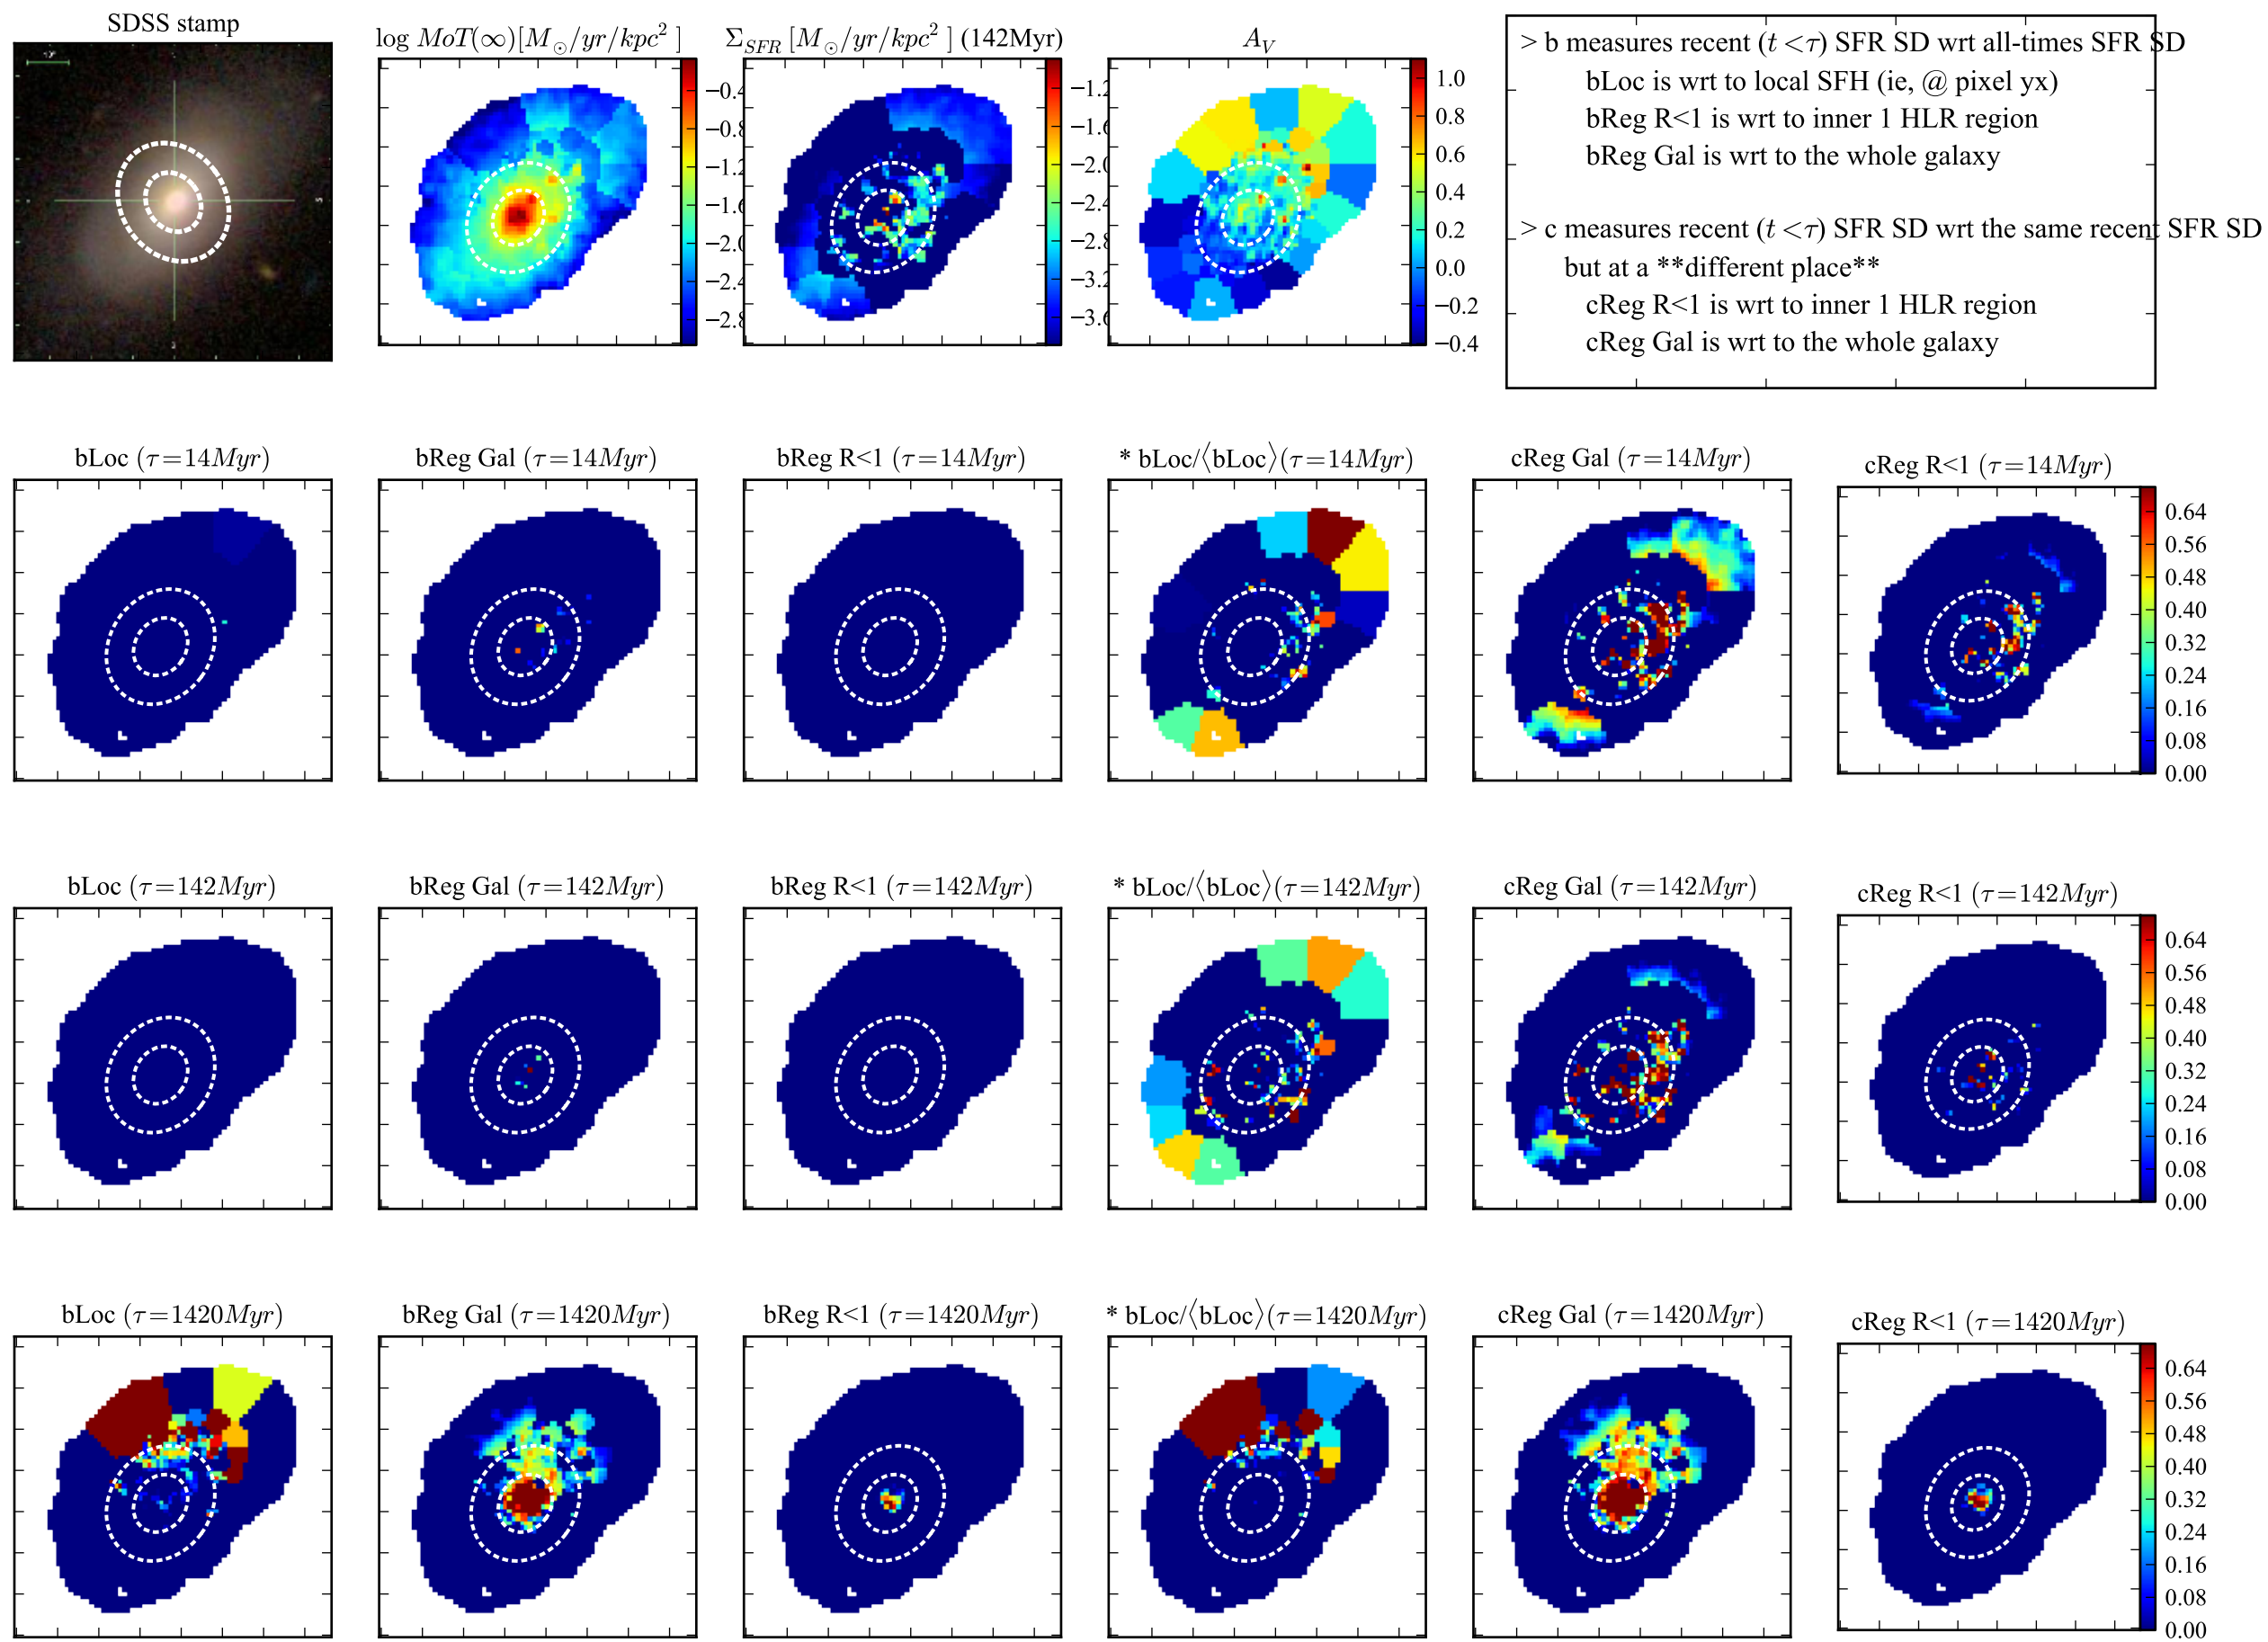 SDSS stamp
log MoT(∞)[M⊙/yr/kpc² ]
Σ_SFR [M⊙/yr/kpc² ] (142Myr)
A_V
−0.4
−0.8
−1.2
−1.6
−2.0
−2.4
−2.8
−1.2
−1.6
−2.0
−2.4
−2.8
−3.2
−3.6
1.0
0.8
0.6
0.4
0.2
0.0
−0.2
−0.4
> b measures recent (t <τ) SFR SD wrt all-times SFR SD
bLoc is wrt to local SFH (ie, @ pixel yx)
bReg R<1 is wrt to inner 1 HLR region
bReg Gal is wrt to the whole galaxy
> c measures recent (t <τ) SFR SD wrt the same recent SFR SD
but at a **different place**
cReg R<1 is wrt to inner 1 HLR region
cReg Gal is wrt to the whole galaxy
bLoc (τ=14Myr)
bReg Gal (τ=14Myr)
bReg R<1 (τ=14Myr)
* bLoc/⟨bLoc⟩(τ=14Myr)
cReg Gal (τ=14Myr)
cReg R<1 (τ=14Myr)
0.64
0.56
0.48
0.40
0.32
0.24
0.16
0.08
0.00
bLoc (τ=142Myr)
bReg Gal (τ=142Myr)
bReg R<1 (τ=142Myr)
* bLoc/⟨bLoc⟩(τ=142Myr)
cReg Gal (τ=142Myr)
cReg R<1 (τ=142Myr)
0.64
0.56
0.48
0.40
0.32
0.24
0.16
0.08
0.00
bLoc (τ=1420Myr)
bReg Gal (τ=1420Myr)
bReg R<1 (τ=1420Myr)
* bLoc/⟨bLoc⟩(τ=1420Myr)
cReg Gal (τ=1420Myr)
cReg R<1 (τ=1420Myr)
0.64
0.56
0.48
0.40
0.32
0.24
0.16
0.08
0.00